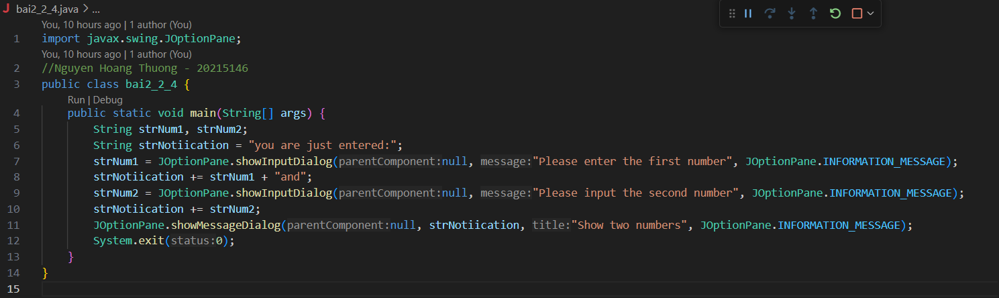 bai2_2_4.java > ...
You, 10 hours ago | 1 author (You)
1 import javax.swing.JOptionPane;
You, 10 hours ago | 1 author (You)
2 //Nguyen Hoang Thuong - 20215146
3 public class bai2_2_4 {
Run | Debug
4 public static void main(String[] args) {
5 String strNum1, strNum2;
6 String strNotiication = "you are just entered:";
7 strNum1 = JOptionPane.showInputDialog(parentComponent:null, message:"Please enter the first number", JOptionPane.INFORMATION_MESSAGE);
8 strNotiication += strNum1 + "and";
9 strNum2 = JOptionPane.showInputDialog(parentComponent:null, message:"Please input the second number", JOptionPane.INFORMATION_MESSAGE);
10 strNotiication += strNum2;
11 JOptionPane.showMessageDialog(parentComponent:null, strNotiication, title:"Show two numbers", JOptionPane.INFORMATION_MESSAGE);
12 System.exit(status:0);
13 }
14 }
15